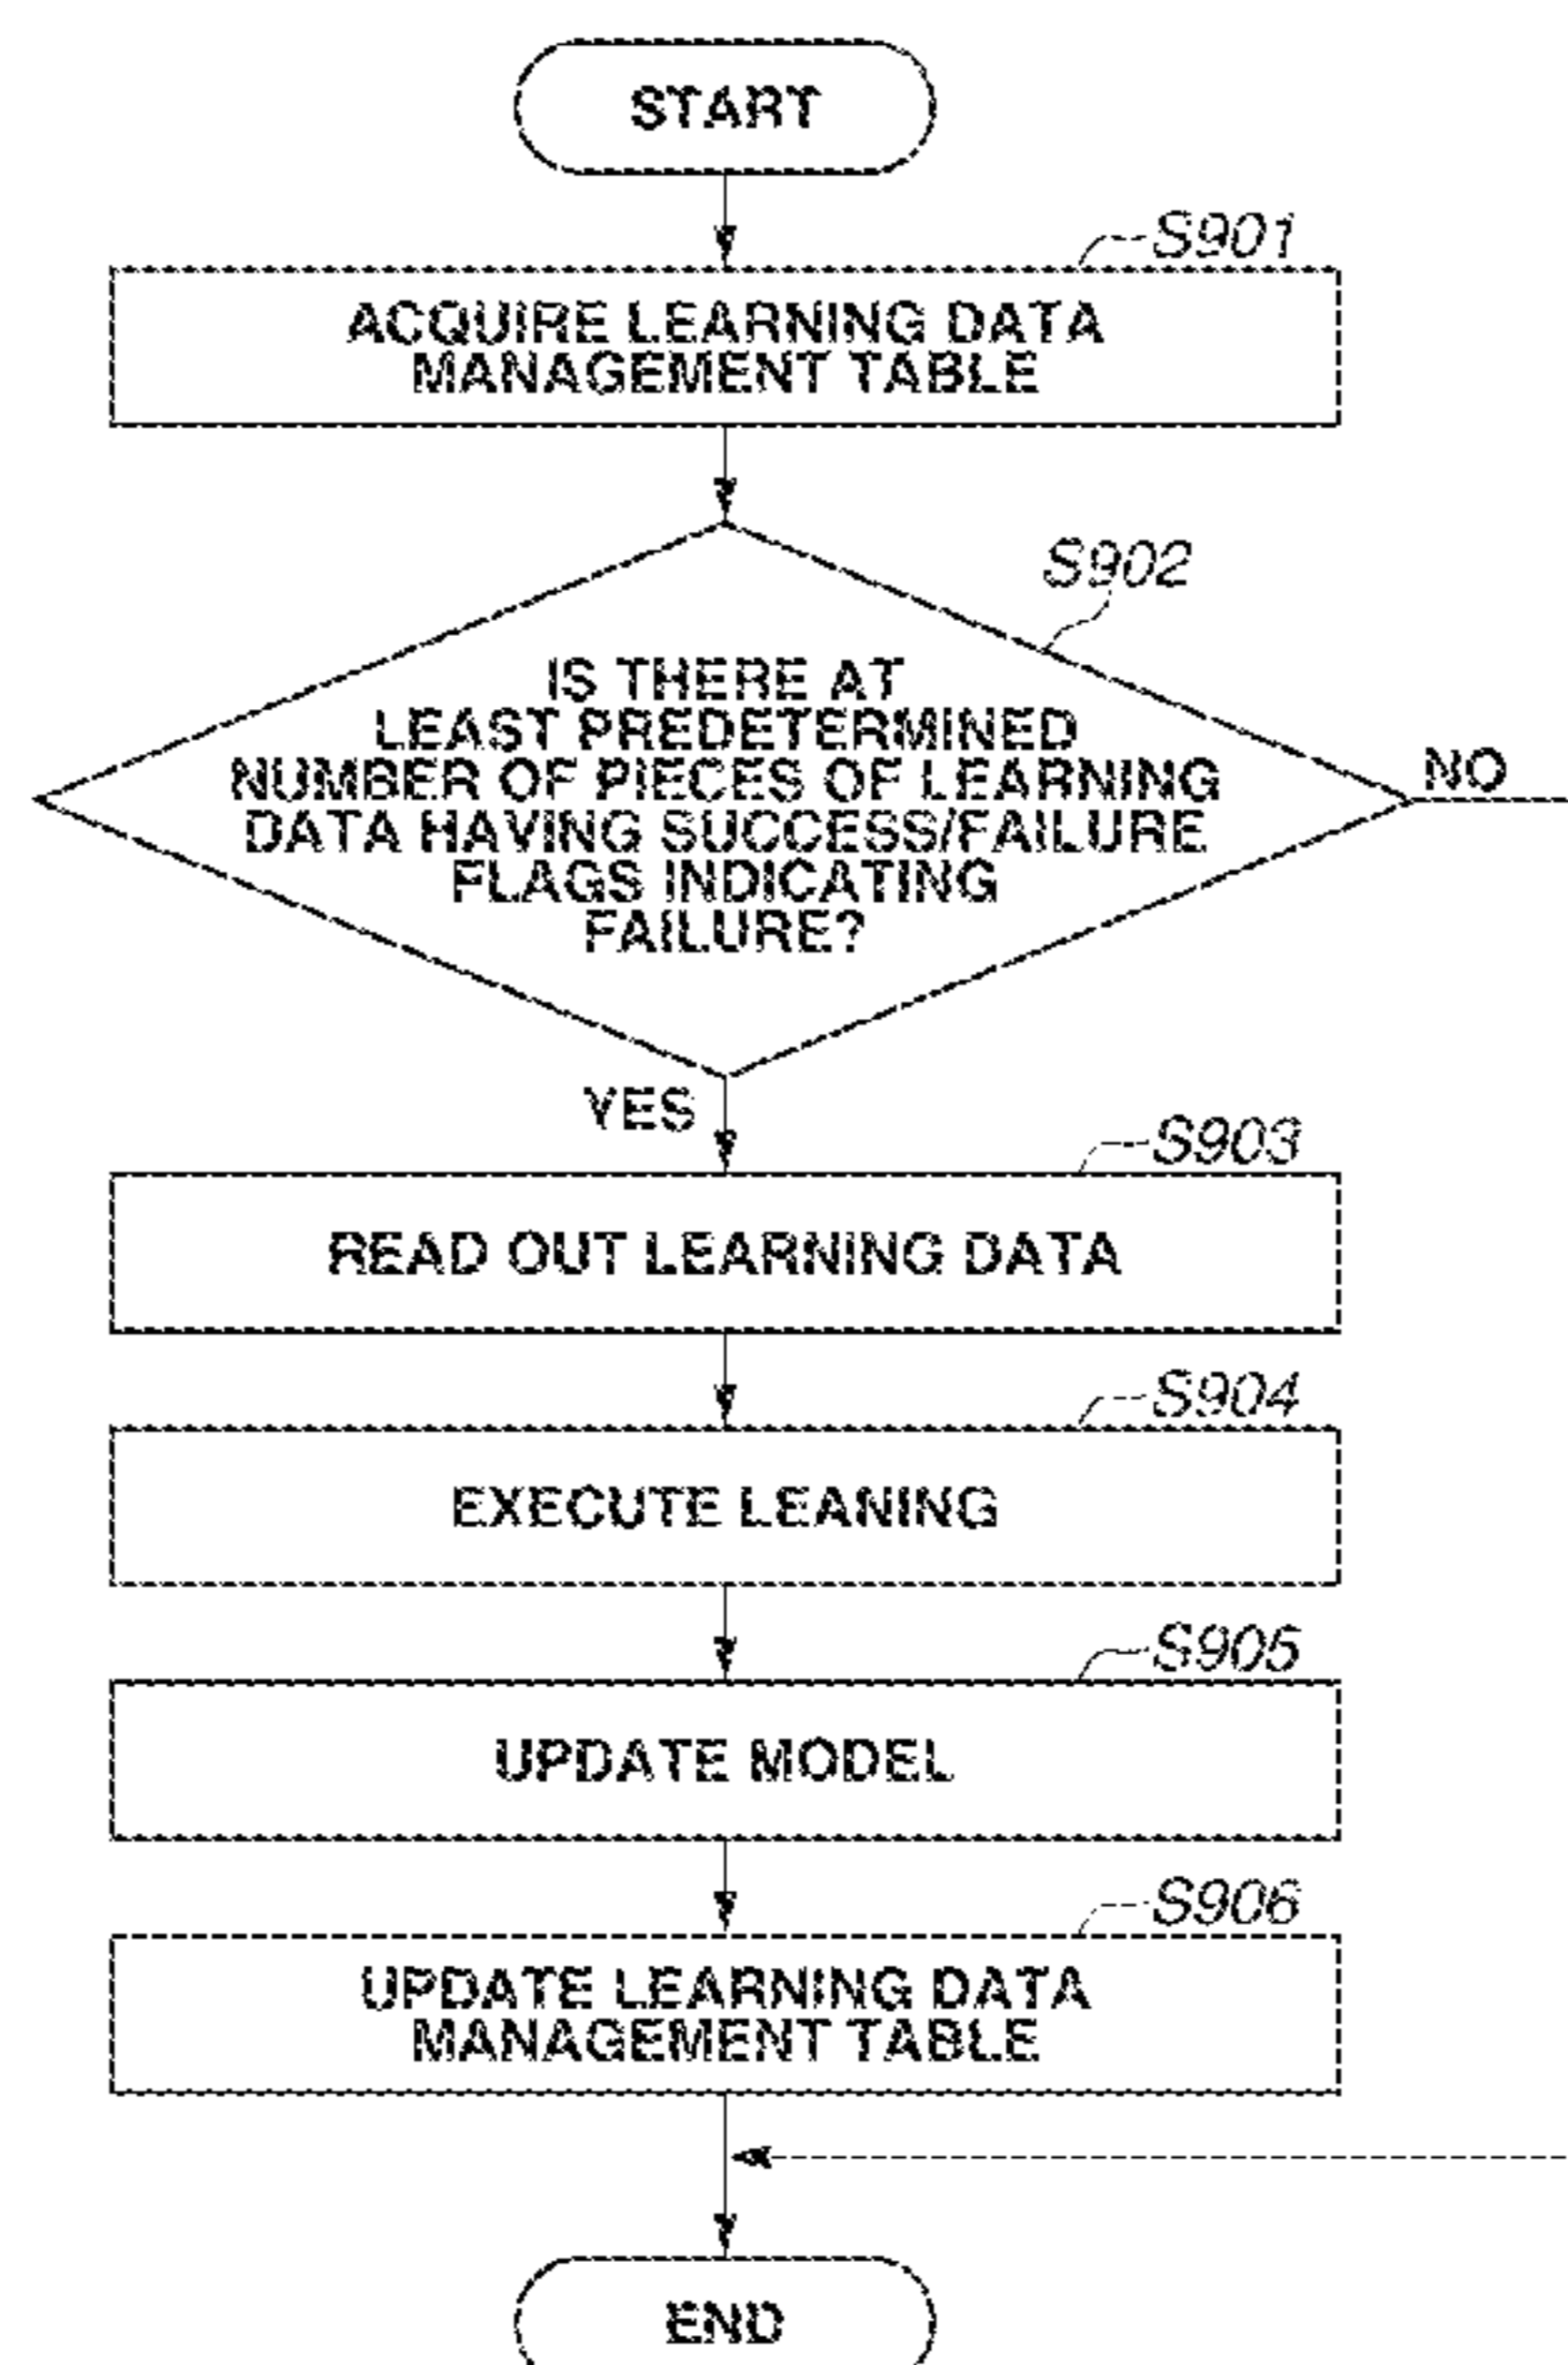 START
S901
ACQUIRE LEARNING DATA
MANAGEMENT TABLE
S902
IS THERE AT
LEAST PREDETERMINED
NUMBER OF PIECES OF LEARNING
DATA HAVING SUCCESS/FAILURE
FLAGS INDICATING
FAILURE?
NO
YES
S903
READ OUT LEARNING DATA
S904
EXECUTE LEANING
S905
UPDATE MODEL
S906
UPDATE LEARNING DATA
MANAGEMENT TABLE
END